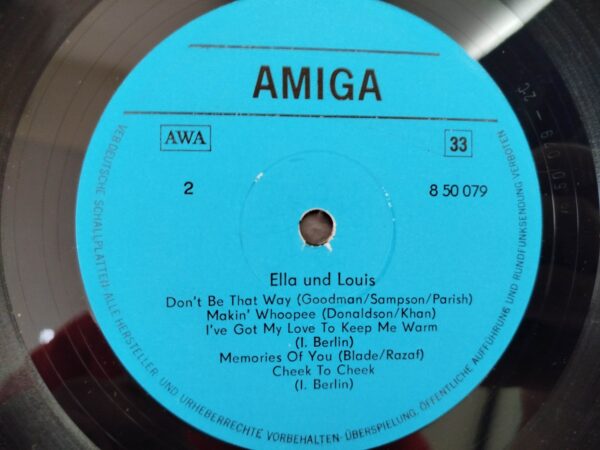 AMIGA
AWA
33
2
8 50 079
Ella und Louis
Don't Be That Way (Goodman/Sampson/Parish)
Makin' Whoopee (Donaldson/Khan)
I've Got My Love To Keep Me Warm
(I. Berlin)
Memories Of You (Blade/Razaf)
Cheek To Cheek
(I. Berlin)
VEB DEUTSCHE SCHALLPLATTEN ALLE HERSTELLER- UND URHEBERRECHTE VORBEHALTEN. ÜBERSPIELUNG, ÖFFENTLICHE AUFFÜHRUNG UND RUNDFUNKSENDUNG VERBOTEN